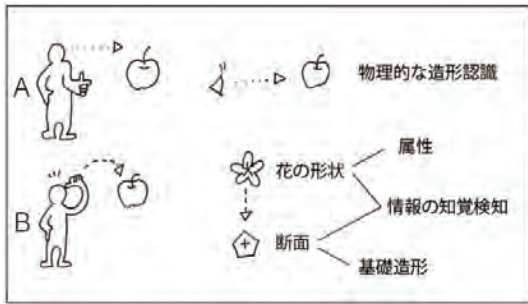 A
物理的な造形認識
B
花の形状
属性
情報の知覚検知
断面
基礎造形